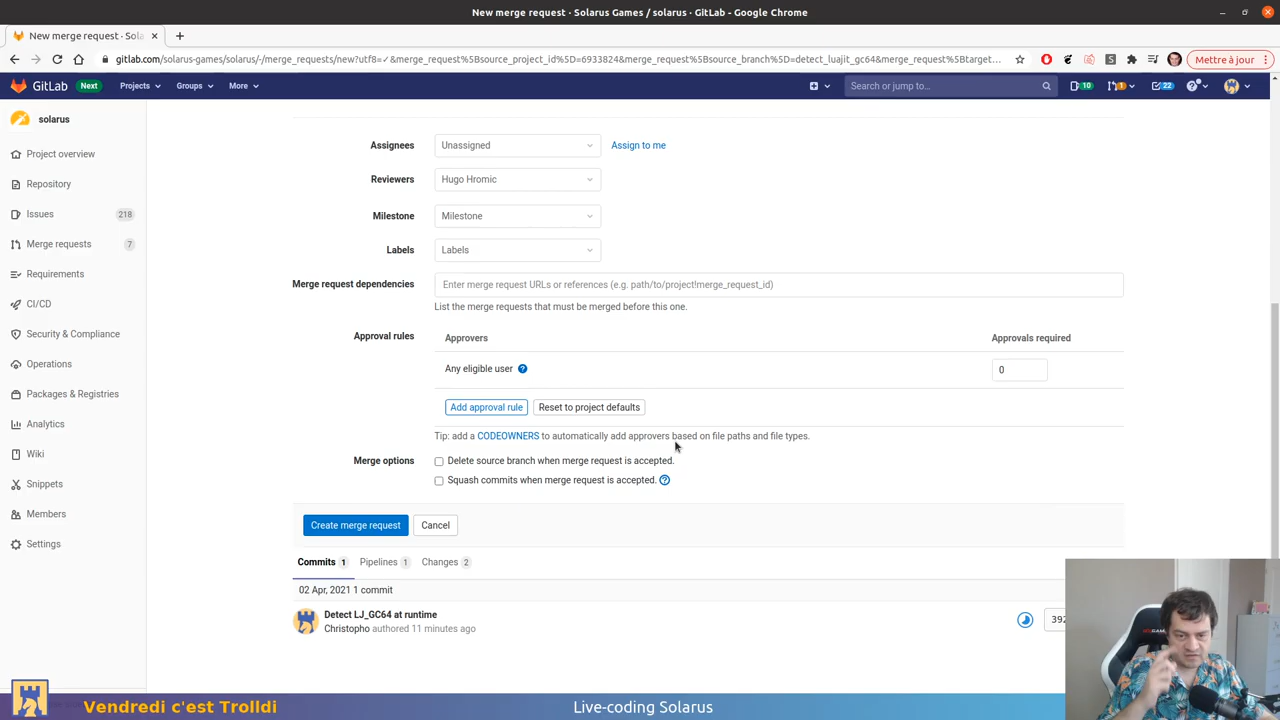 New merge request · Solarus Games / solarus · GitLab - Google Chrome
New merge request · Sola
gitlab.com/solarus-games/solarus/-/merge_requests/new?utf8=✓&merge_request%5Bsource_project_id%5D=6933824&merge_request%5Bsource_branch%5D=detect_luajit_gc64&merge_request%5Btarget...
Mettre à jour
GitLab Next Projects Groups More Search or jump to... 10 1 22
solarus
Project overview
Repository
Issues 218
Merge requests 7
Requirements
CI/CD
Security & Compliance
Operations
Packages & Registries
Analytics
Wiki
Snippets
Members
Settings
Assignees Unassigned Assign to me
Reviewers Hugo Hromic
Milestone Milestone
Labels Labels
Merge request dependencies Enter merge request URLs or references (e.g. path/to/project!merge_request_id)
List the merge requests that must be merged before this one.
Approval rules Approvers Approvals required
Any eligible user 0
Add approval rule Reset to project defaults
Tip: add a CODEOWNERS to automatically add approvers based on file paths and file types.
Merge options Delete source branch when merge request is accepted.
Squash commits when merge request is accepted.
Create merge request Cancel
Commits 1 Pipelines 1 Changes 2
02 Apr, 2021 1 commit
Detect LJ_GC64 at runtime
Christopho authored 11 minutes ago
392
Vendredi c'est Trolldi
Live-coding Solarus